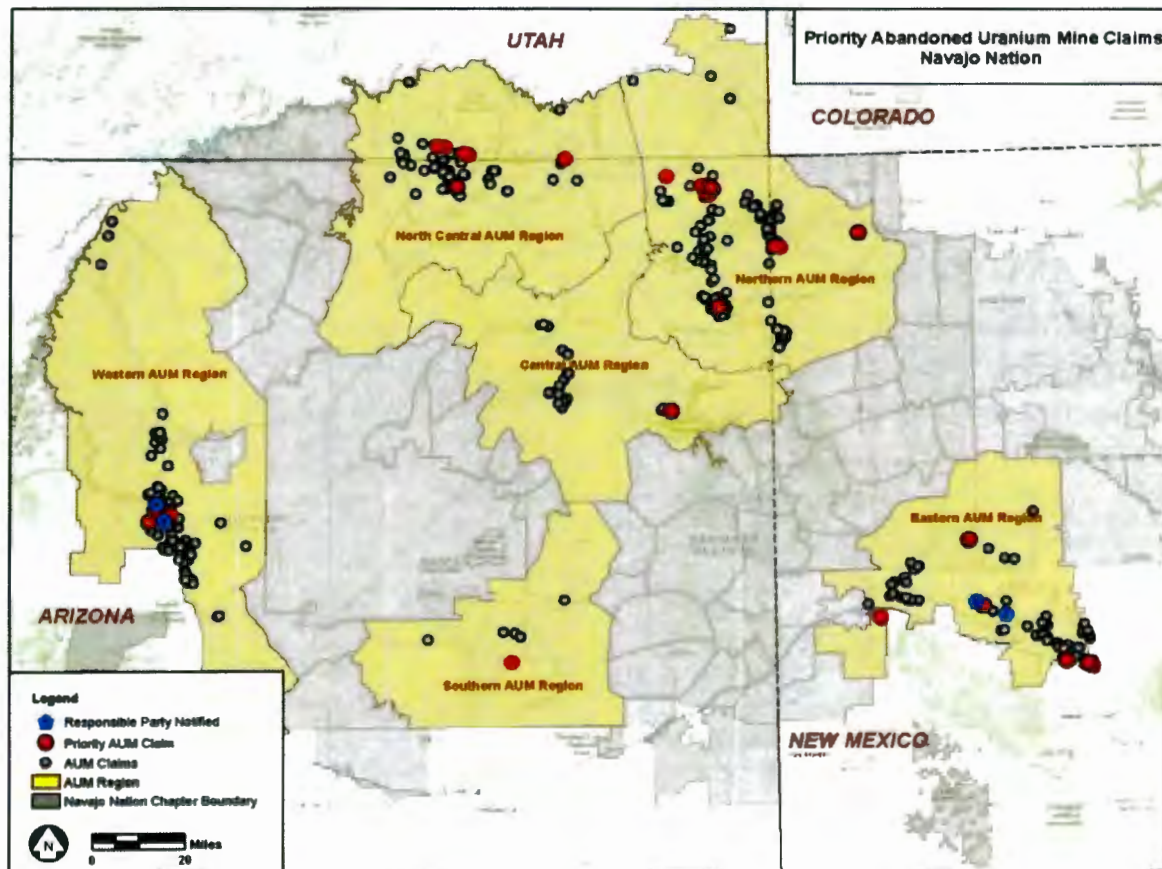 Priority Abandoned Uranium Mine Claims
Navajo Nation
UTAH
COLORADO
North Central AUM Region
Northern AUM Region
Western AUM Region
Central AUM Region
Eastern AUM Region
ARIZONA
Southern AUM Region
NEW MEXICO
Legend
Responsible Party Notified
Priority AUM Claim
AUM Claims
AUM Region
Navajo Nation Chapter Boundary
N
Miles
0 20